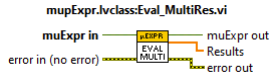 mupExpr.lvclass:Eval_MultiRes.vi
muExpr in
muExpr out
µEXPR
Results
EVAL
MULTI
error in (no error)
error out